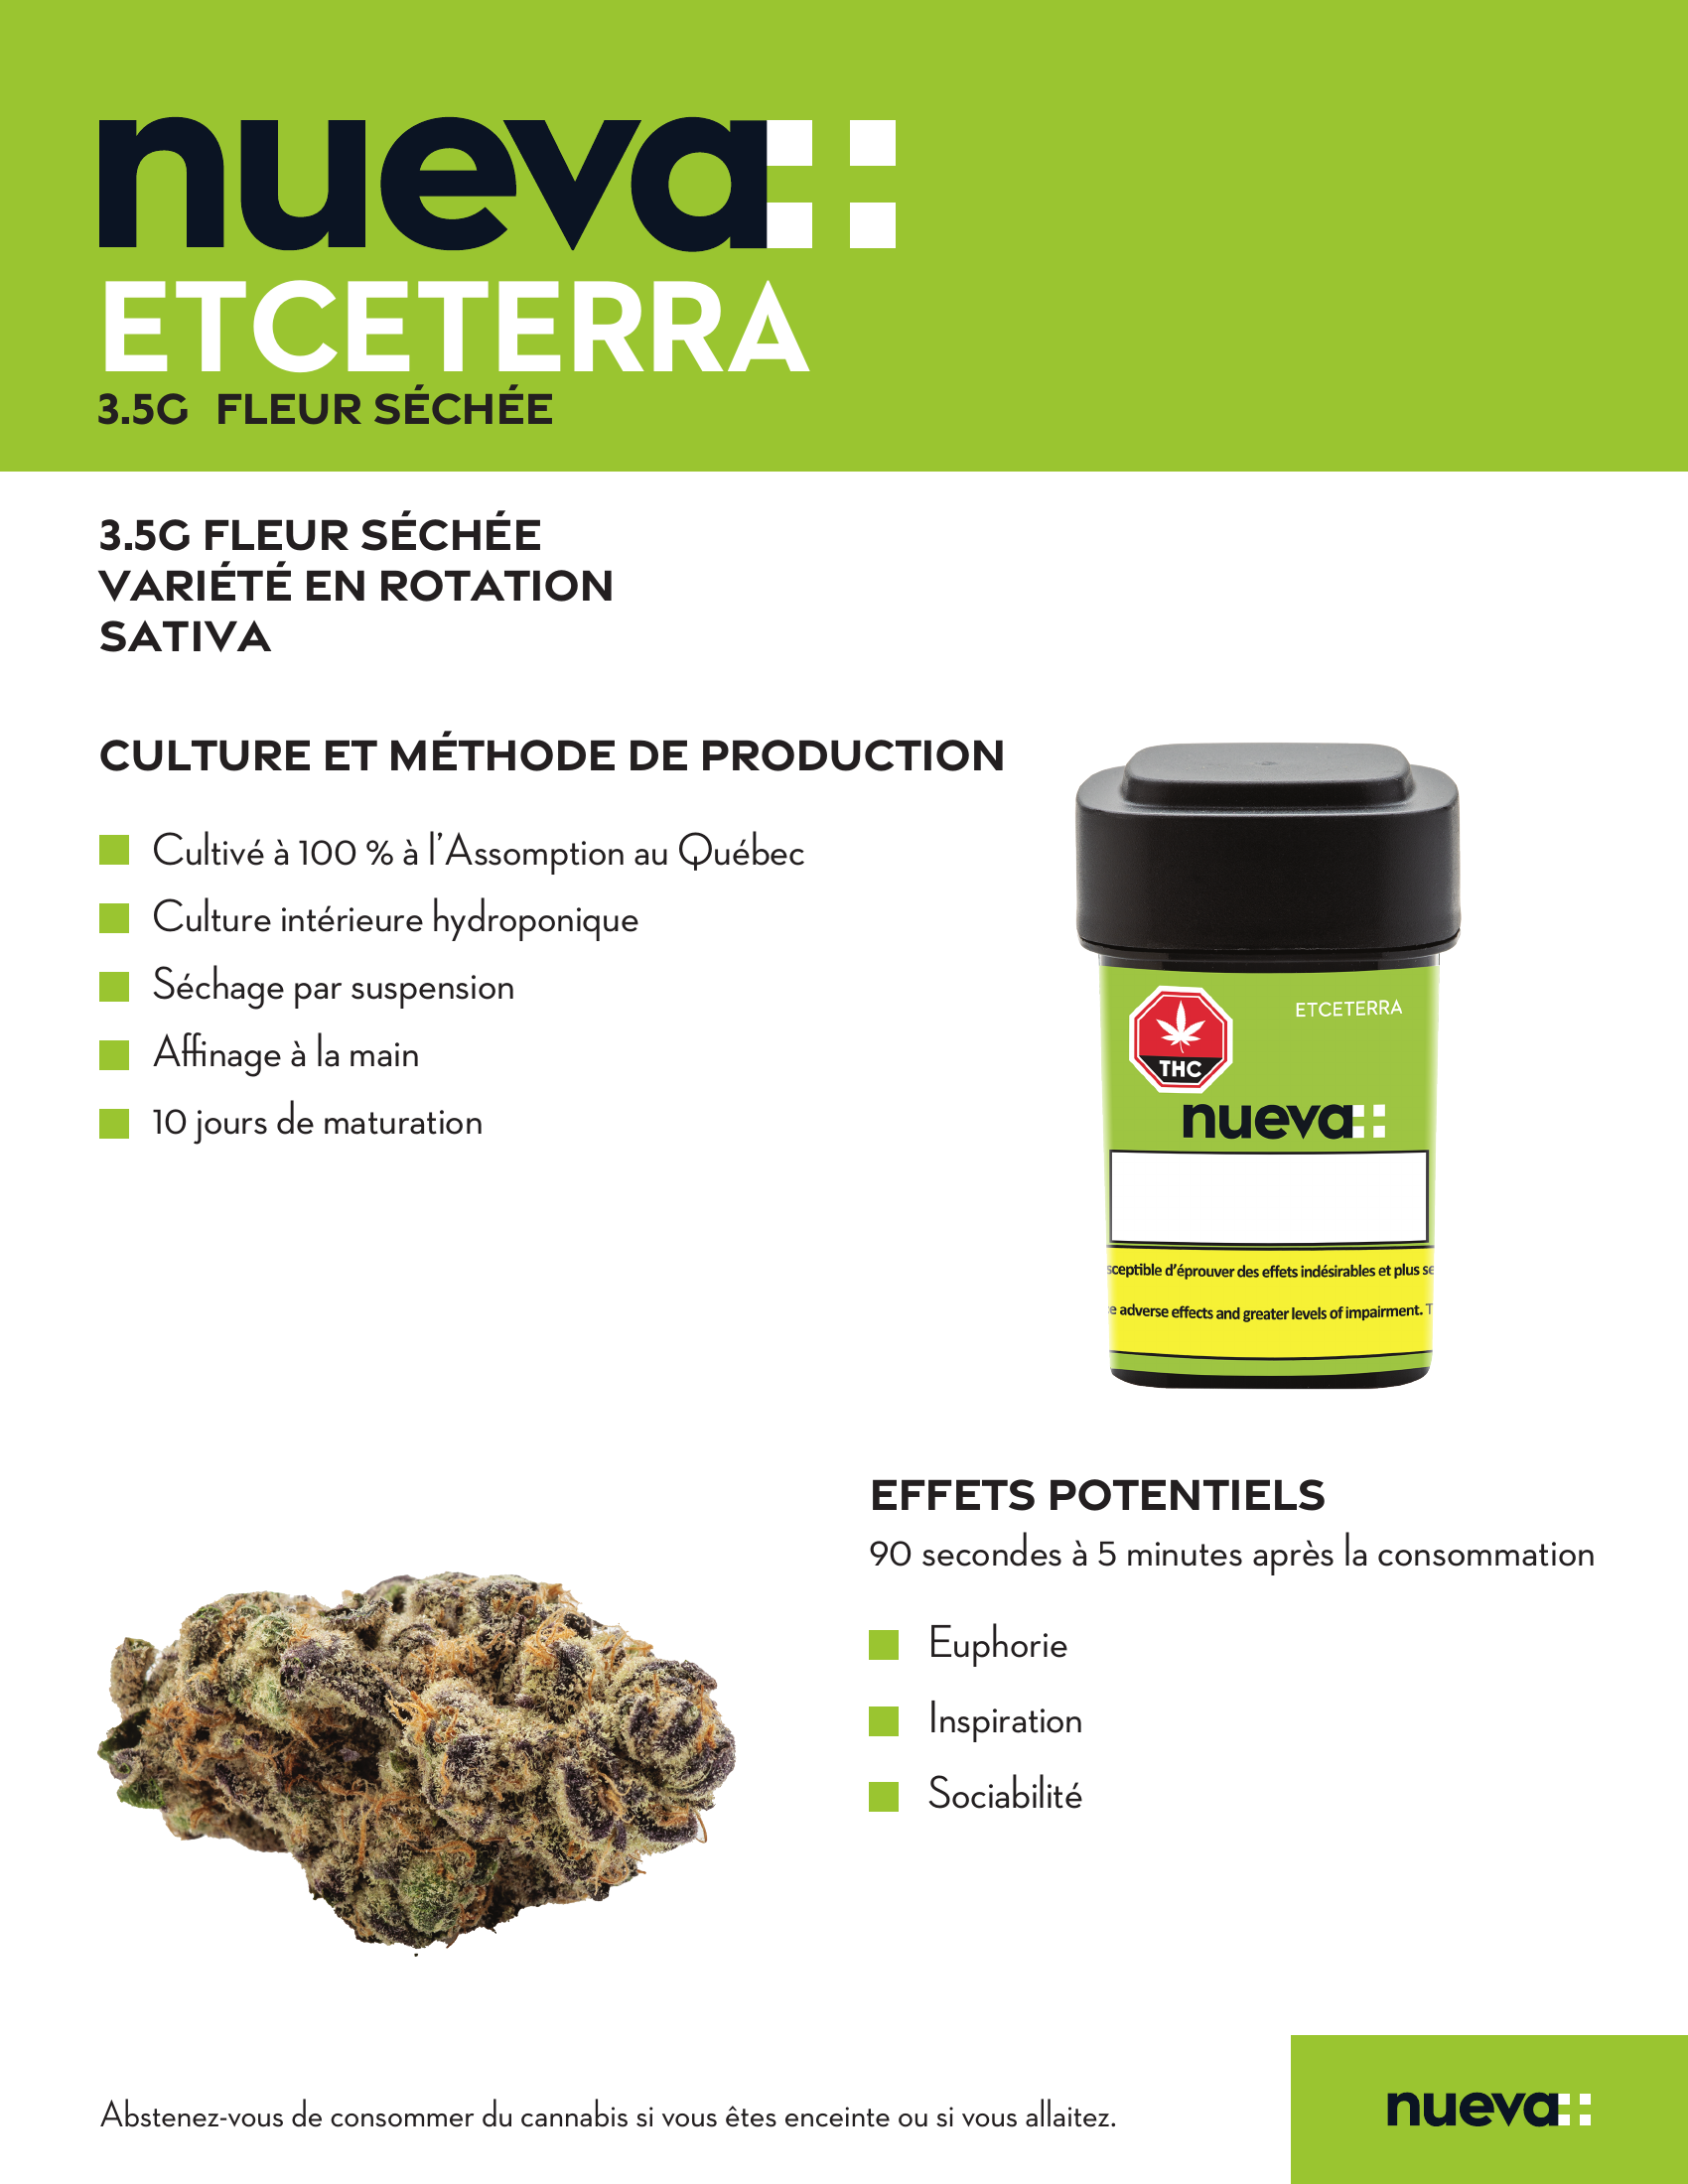 nueva
ETCETERRA
3.5G FLEUR SÉCHÉE
3.5G FLEUR SÉCHÉE
VARIÉTÉ EN ROTATION
SATIVA
CULTURE ET MÉTHODE DE PRODUCTION
Cultivé à 100 % à l'Assomption au Québec
Culture intérieure hydroponique
Séchage par suspension
Affinage à la main
10 jours de maturation
ETCETERRA
THC
nueva
sceptible d'éprouver des effets indésirables et plus se
e adverse effects and greater levels of impairment. T
EFFETS POTENTIELS
90 secondes à 5 minutes après la consommation
Euphorie
Inspiration
Sociabilité
Abstenez-vous de consommer du cannabis si vous êtes enceinte ou si vous allaitez.
nueva